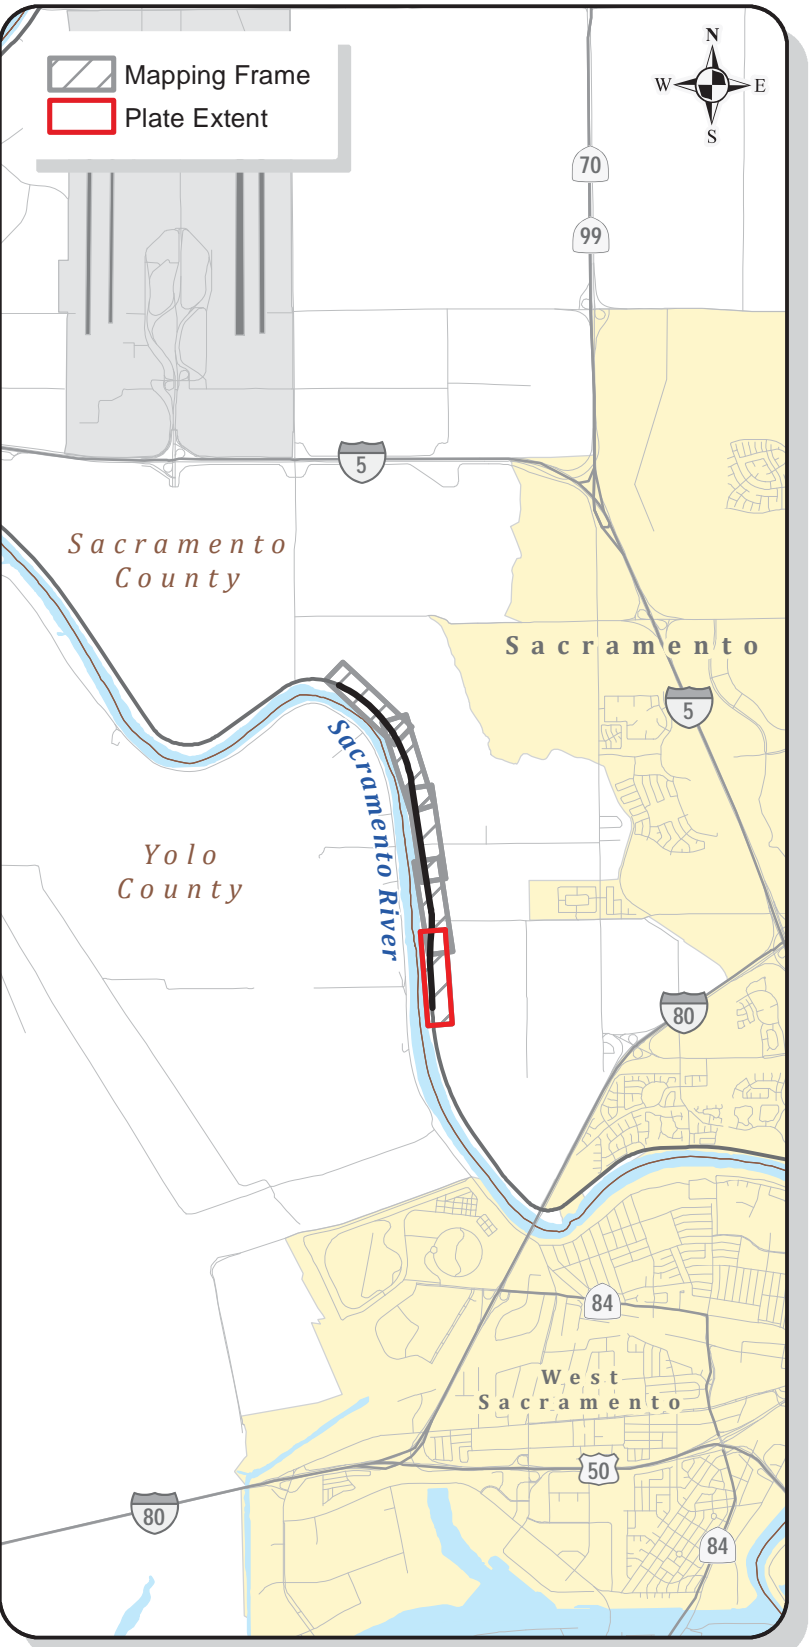 Mapping Frame
Plate Extent
N
W E
S
70
99
5
Sacramento
County
Sacramento
5
Sacramento River
Yolo
County
80
84
West
Sacramento
50
80
84